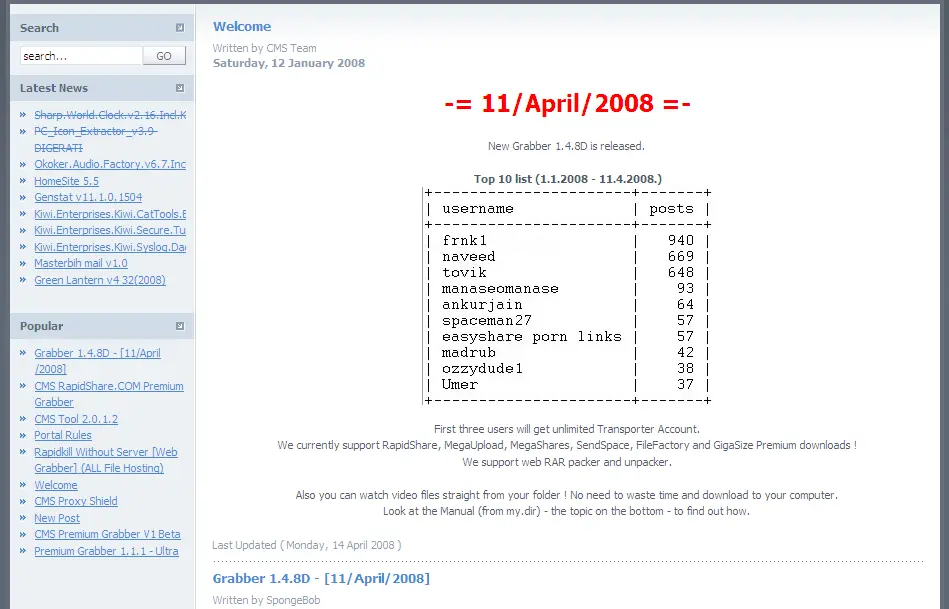 Search
search...
GO
Latest News
» Sharp.World.Clock.v2.16.Incl.K
» PC_Icon_Extractor_v3.9-
DIGERATI
» Okoker.Audio.Factory.v6.7.Inc
» HomeSite 5.5
» Genstat v11.1.0.1504
» Kiwi.Enterprises.Kiwi.CatTools.E
» Kiwi.Enterprises.Kiwi.Secure.Tu
» Kiwi.Enterprises.Kiwi.Syslog.Da
» Masterbih mail v1.0
» Green Lantern v4 32(2008)
Popular
» Grabber 1.4.8D - [11/April
/2008]
» CMS RapidShare.COM Premium
Grabber
» CMS Tool 2.0.1.2
» Portal Rules
» Rapidkill Without Server [Web
Grabber] (ALL File Hosting)
» Welcome
» CMS Proxy Shield
» New Post
» CMS Premium Grabber V1 Beta
» Premium Grabber 1.1.1 - Ultra
Welcome
Written by CMS Team
Saturday, 12 January 2008
-= 11/April/2008 =-
New Grabber 1.4.8D is released.
Top 10 list (1.1.2008 - 11.4.2008.)
+----------------------+-------+
| username | posts |
+----------------------+-------+
| frnk1 | 940 |
| naveed | 669 |
| tovik | 648 |
| manaseomanase | 93 |
| ankurjain | 64 |
| spaceman27 | 57 |
| easyshare porn links | 57 |
| madrub | 42 |
| ozzydude1 | 38 |
| Umer | 37 |
+----------------------+-------+
First three users will get unlimited Transporter Account.
We currently support RapidShare, MegaUpload, MegaShares, SendSpace, FileFactory and GigaSize Premium downloads !
We support web RAR packer and unpacker.
Also you can watch video files straight from your folder ! No need to waste time and download to your computer.
Look at the Manual (from my.dir) - the topic on the bottom - to find out how.
Last Updated ( Monday, 14 April 2008 )
Grabber 1.4.8D - [11/April/2008]
Written by SpongeBob